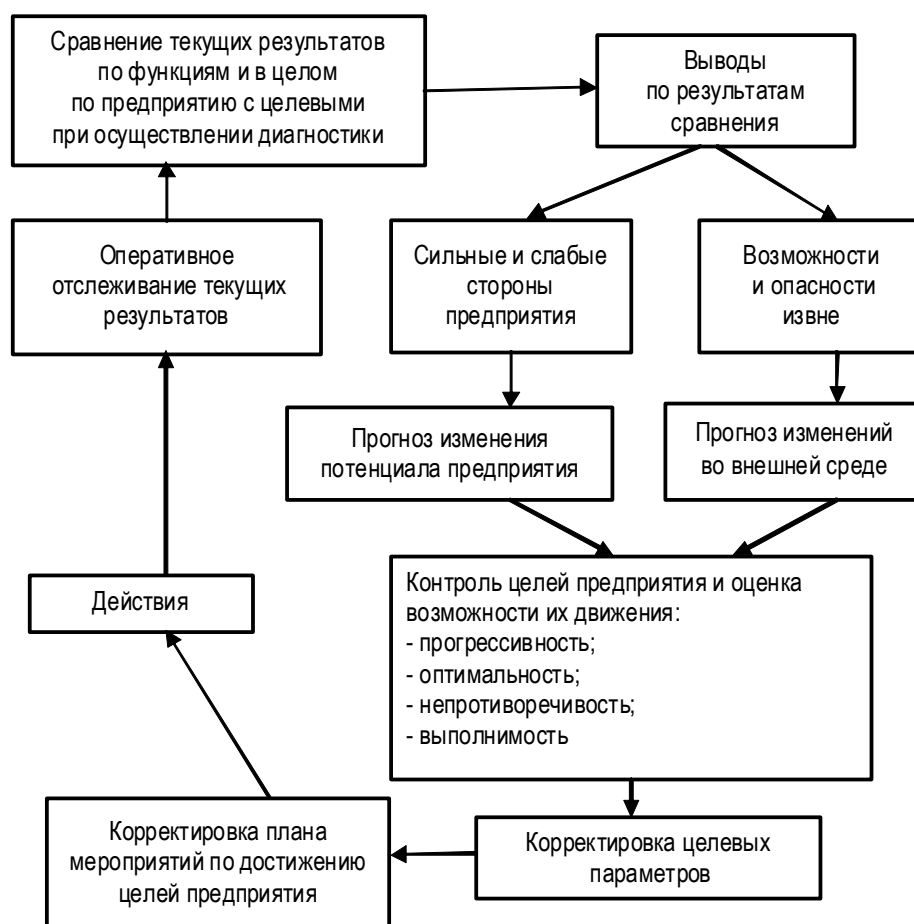 Сравнение текущих результатов
по функциям и в целом
по предприятию с целевыми
при осуществлении диагностики
Выводы
по результатам
сравнения
Оперативное
отслеживание текущих
результатов
Сильные и слабые
стороны
предприятия
Возможности
и опасности
извне
Прогноз изменения
потенциала предприятия
Прогноз изменений
во внешней среде
Контроль целей предприятия и оценка
возможности их движения:
- прогрессивность;
- оптимальность;
- непротиворечивость;
- выполнимость
Действия
Корректировка плана
мероприятий по достижению
целей предприятия
Корректировка целевых
параметров